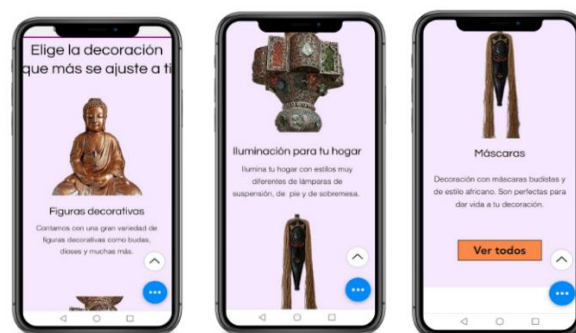 Elige la decoración
que más se ajuste a ti
Figuras decorativas
Contamos con una gran variedad de
figuras decorativas como budas,
dioses y muchas más.
Iluminación para tu hogar
Ilumina tu hogar con estilos muy
diferentes de lámparas de
suspensión, de pie y de sobremesa.
Máscaras
Decoración con máscaras budistas y
de estilo africano. Son perfectas para
dar vida a tu decoración.
Ver todos